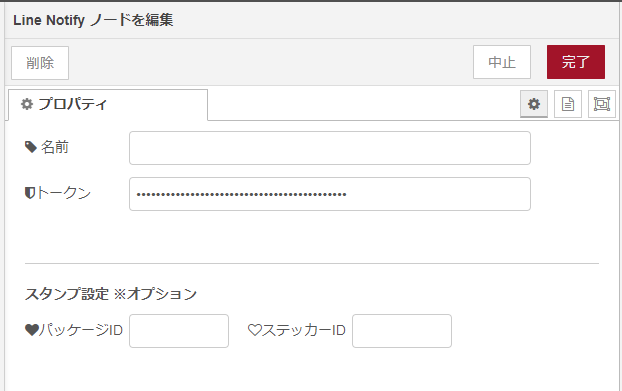 Line Notify ノードを編集
削除 中止 完了
プロパティ
名前
トークン ••••••••••••••••••••••••••••••••••••••••••••
スタンプ設定 ※オプション
パッケージID ステッカーID